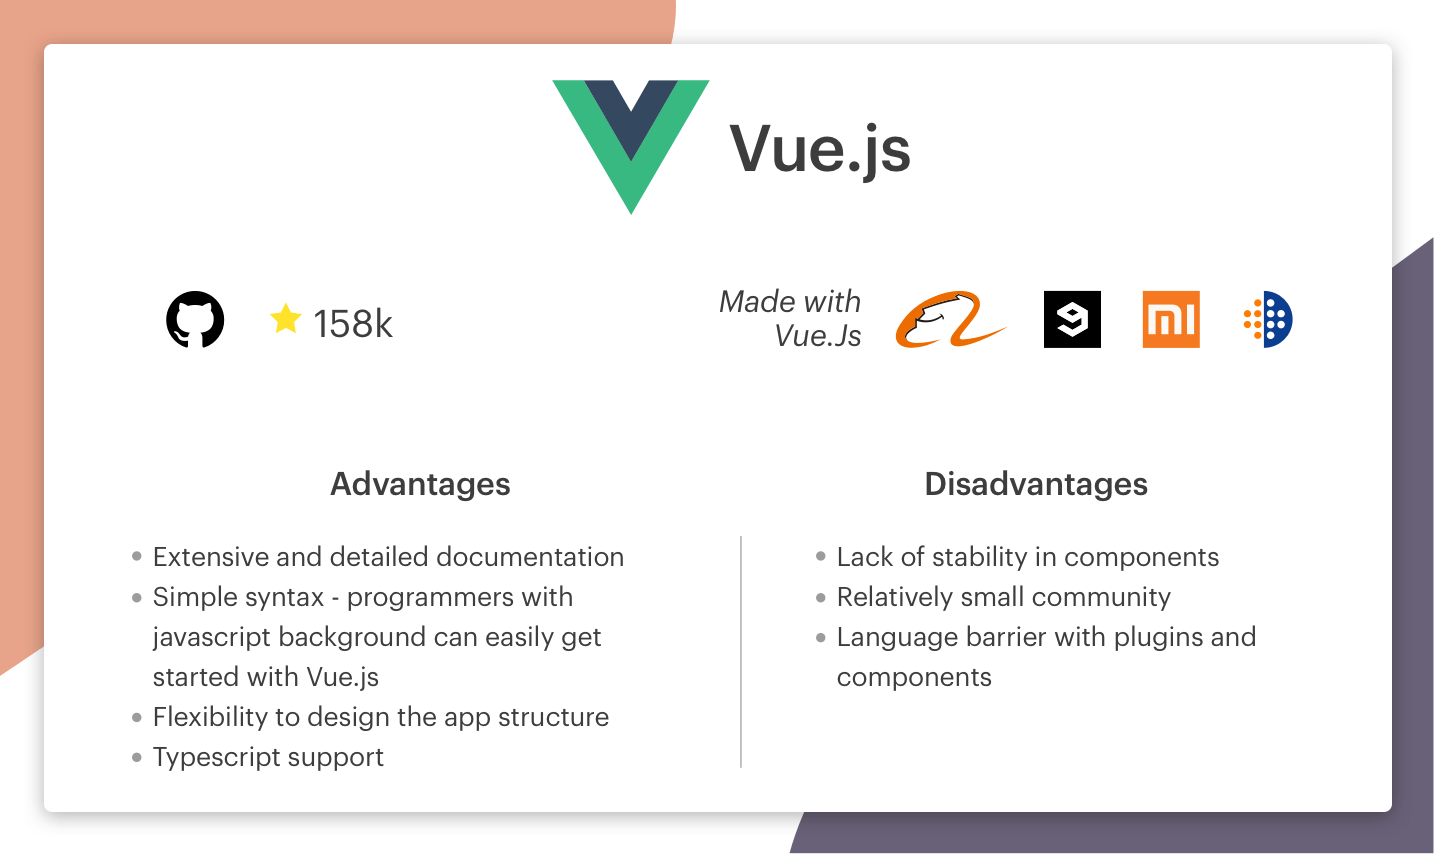 Vue.js
158k
Made with
Vue.Js
Advantages
Extensive and detailed documentation
Simple syntax - programmers with
javascript background can easily get
started with Vue.js
Flexibility to design the app structure
Typescript support
Disadvantages
Lack of stability in components
Relatively small community
Language barrier with plugins and
components